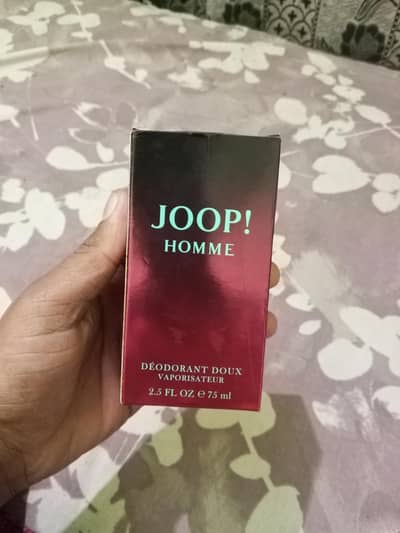 JOOP!
HOMME
DÉODORANT DOUX
VAPORISATEUR
2.5 FL OZ ℮ 75 ml